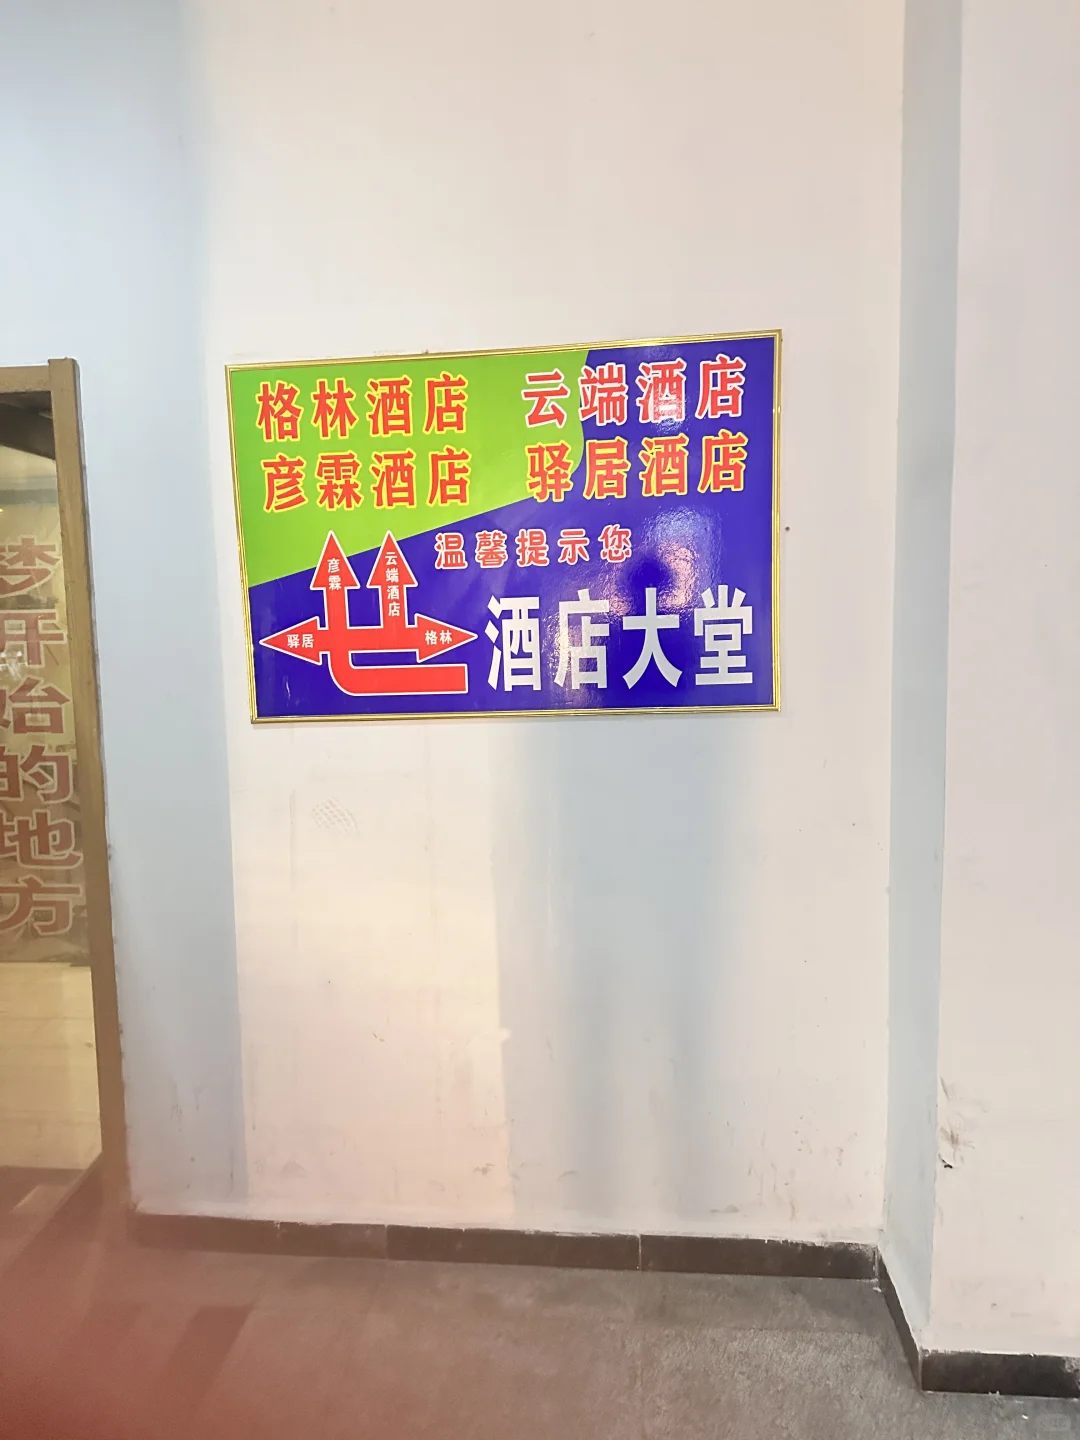 格林酒店 云端酒店
彦霖酒店 驿居酒店
温馨提示您
彦霖
云端酒店
驿居
格林
酒店大堂
梦开始的地方